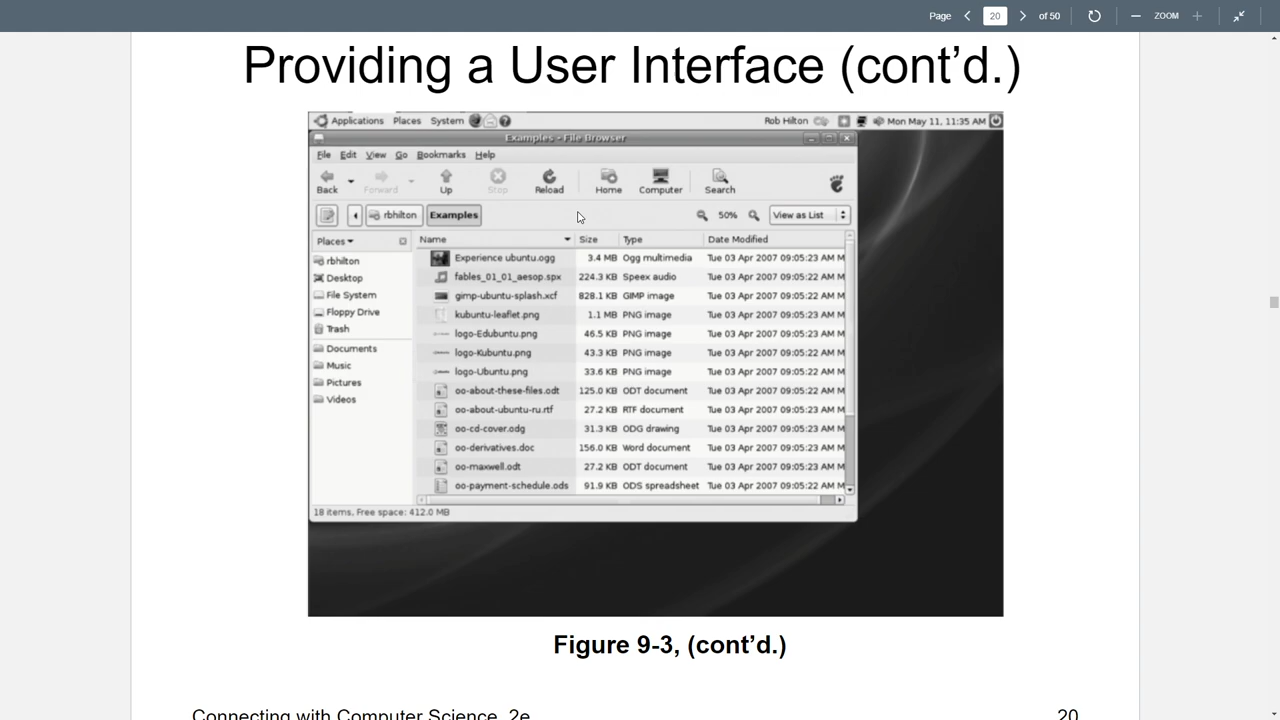 Page 20 of 50 ZOOM
Providing a User Interface (cont’d.)
Applications Places System Rob Hilton Mon May 11, 11:35 AM
Examples - File Browser
File Edit View Go Bookmarks Help
Back Forward Up Stop Reload Home Computer Search
rbhilton Examples 50% View as List
Places Name Size Type Date Modified
rbhilton Experience ubuntu.ogg 3.4 MB Ogg multimedia Tue 03 Apr 2007 09:05:23 AM M
Desktop fables_01_01_aesop.spx 224.3 KB Speex audio Tue 03 Apr 2007 09:05:23 AM M
File System gimp-ubuntu-splash.xcf 828.1 KB GIMP image Tue 03 Apr 2007 09:05:22 AM M
Floppy Drive kubuntu-leaflet.png 1.1 MB PNG image Tue 03 Apr 2007 09:05:22 AM M
Trash logo-Edubuntu.png 46.5 KB PNG image Tue 03 Apr 2007 09:05:23 AM M
Documents logo-Kubuntu.png 43.3 KB PNG image Tue 03 Apr 2007 09:05:22 AM M
Music logo-Ubuntu.png 33.6 KB PNG image Tue 03 Apr 2007 09:05:22 AM M
Pictures oo-about-these-files.odt 125.0 KB ODT document Tue 03 Apr 2007 09:05:23 AM M
Videos oo-about-ubuntu-ru.rtf 27.2 KB RTF document Tue 03 Apr 2007 09:05:23 AM M
oo-cd-cover.odg 31.3 KB ODG drawing Tue 03 Apr 2007 09:05:22 AM M
oo-derivatives.doc 156.0 KB Word document Tue 03 Apr 2007 09:05:23 AM M
oo-maxwell.odt 27.2 KB ODT document Tue 03 Apr 2007 09:05:22 AM M
oo-payment-schedule.ods 91.9 KB ODS spreadsheet Tue 03 Apr 2007 09:05:23 AM M
18 items, Free space: 412.0 MB
Figure 9-3, (cont’d.)
Connecting with Computer Science, 2e 20